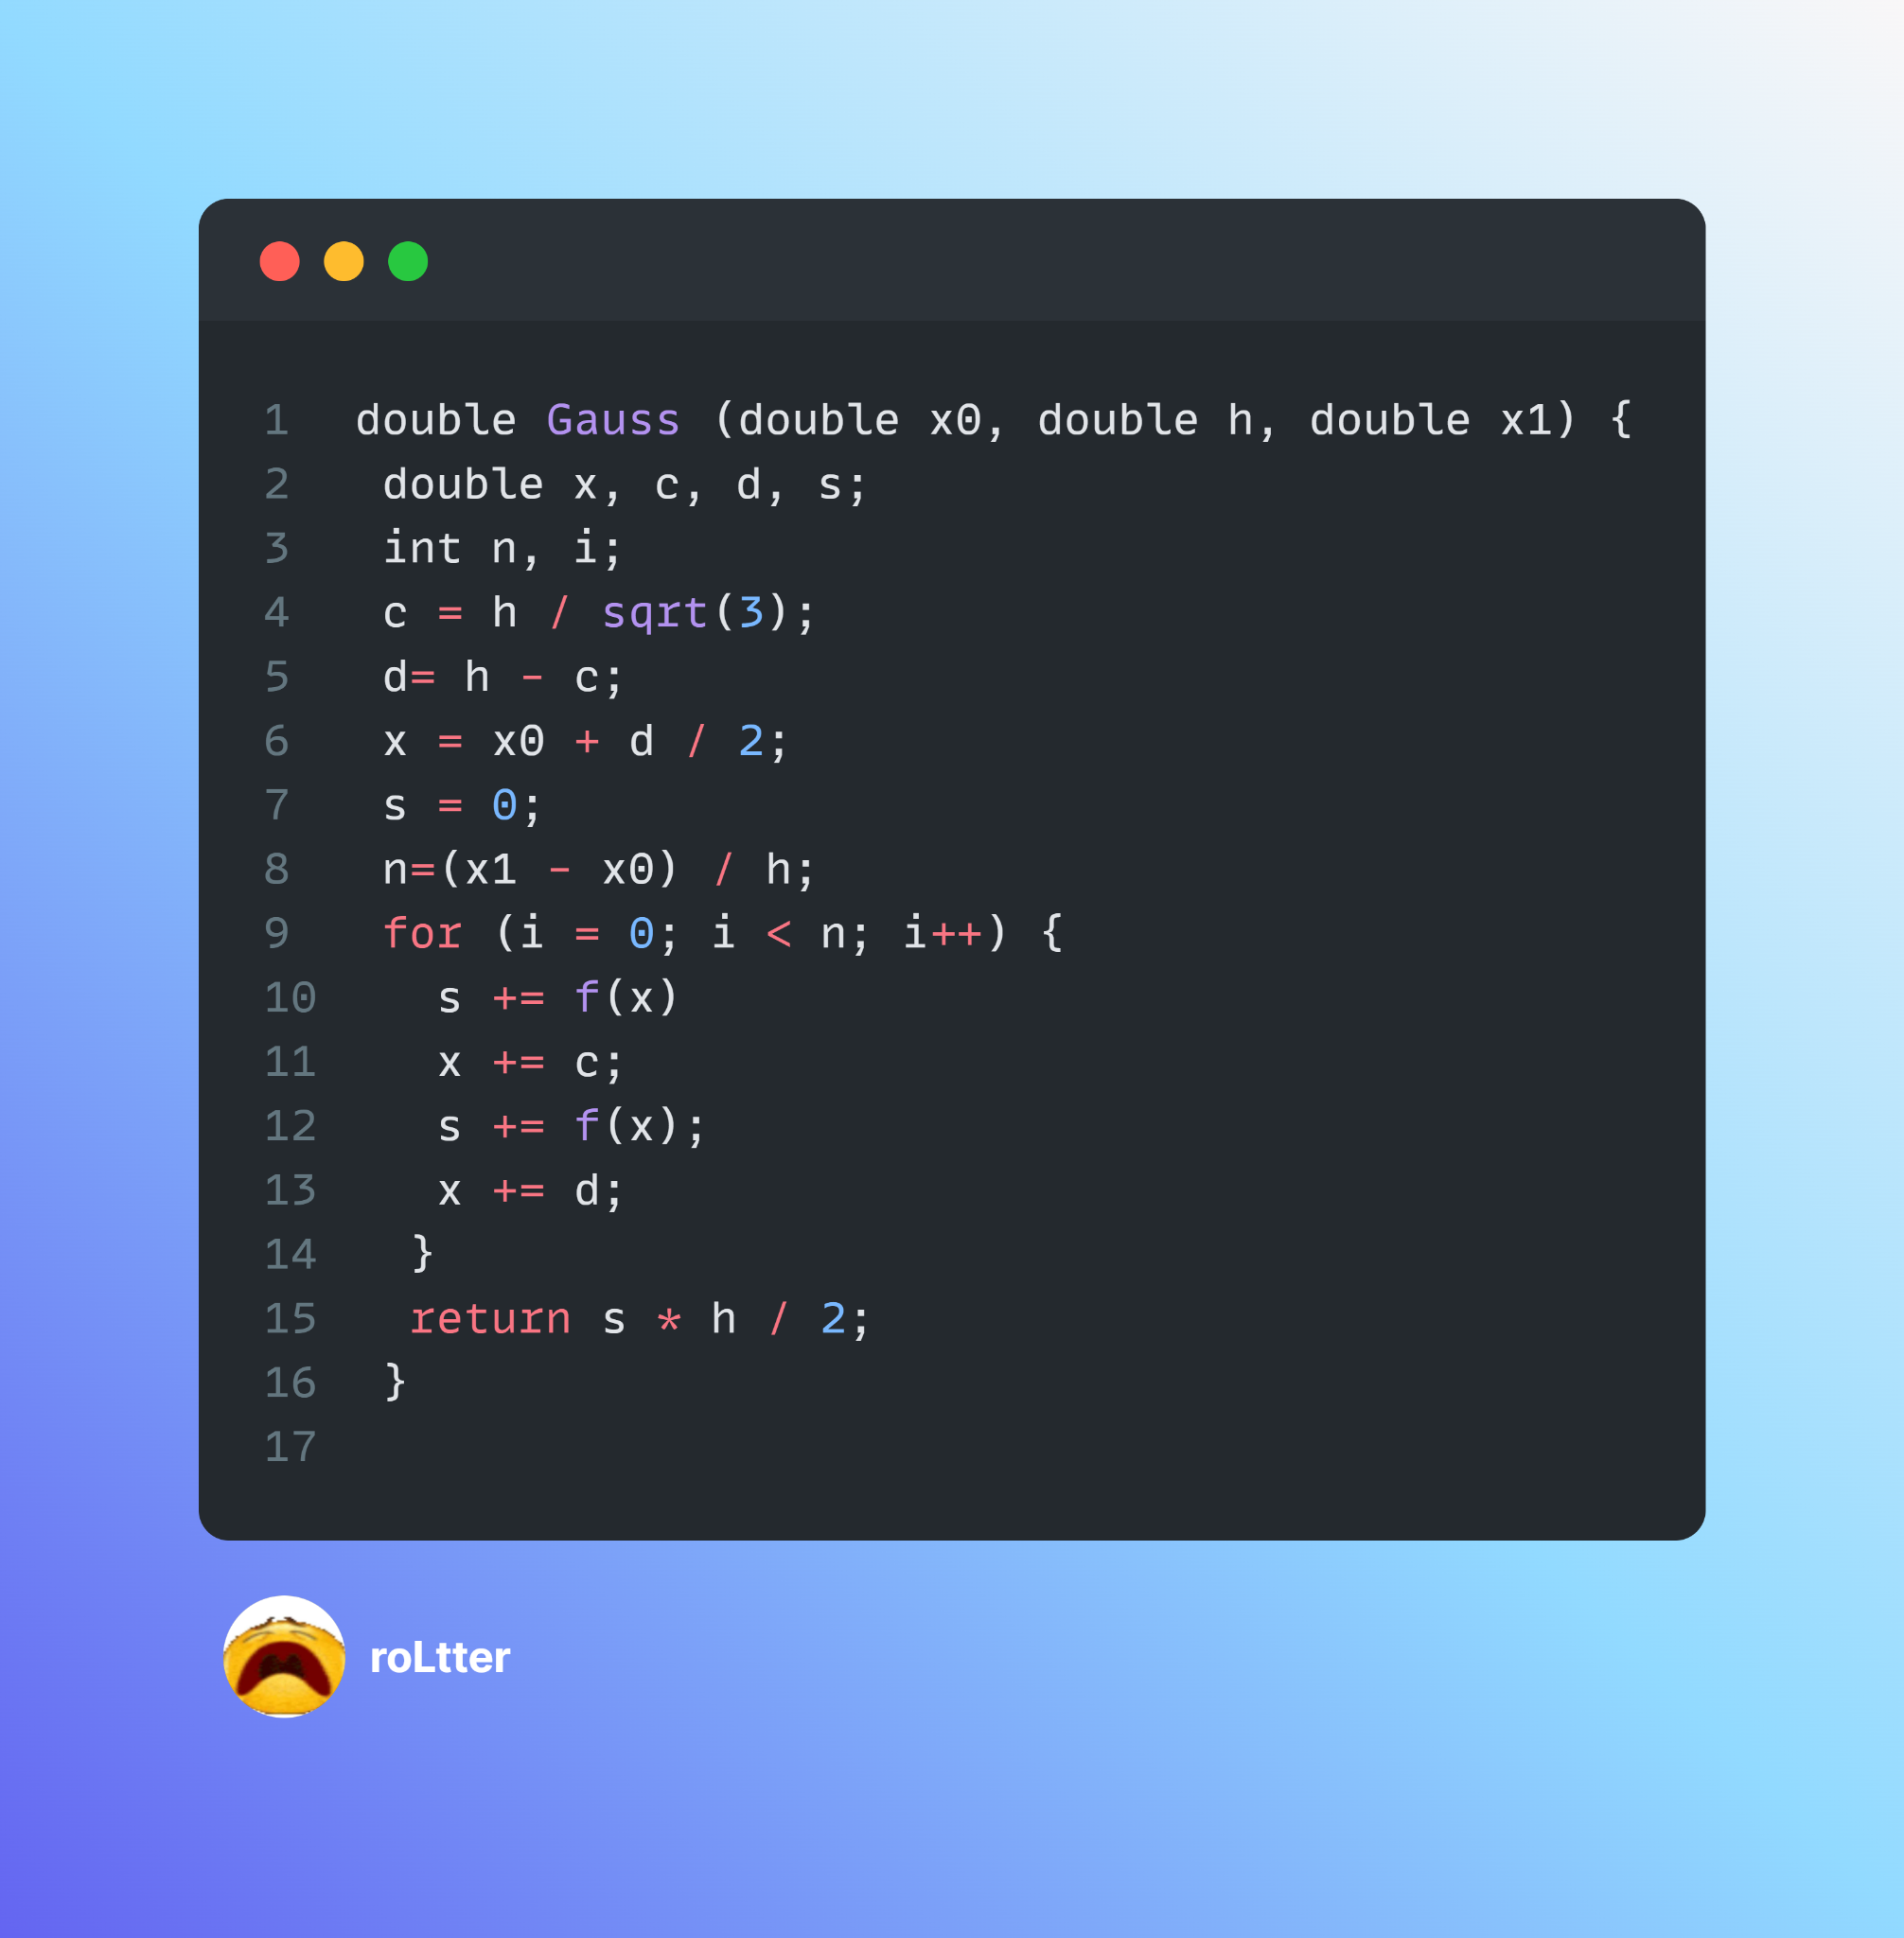 1 double Gauss (double x0, double h, double x1) {
2 double x, c, d, s;
3 int n, i;
4 c = h / sqrt(3);
5 d= h - c;
6 x = x0 + d / 2;
7 s = 0;
8 n=(x1 - x0) / h;
9 for (i = 0; i < n; i++) {
10 s += f(x)
11 x += c;
12 s += f(x);
13 x += d;
14 }
15 return s * h / 2;
16 }
17
roLtter